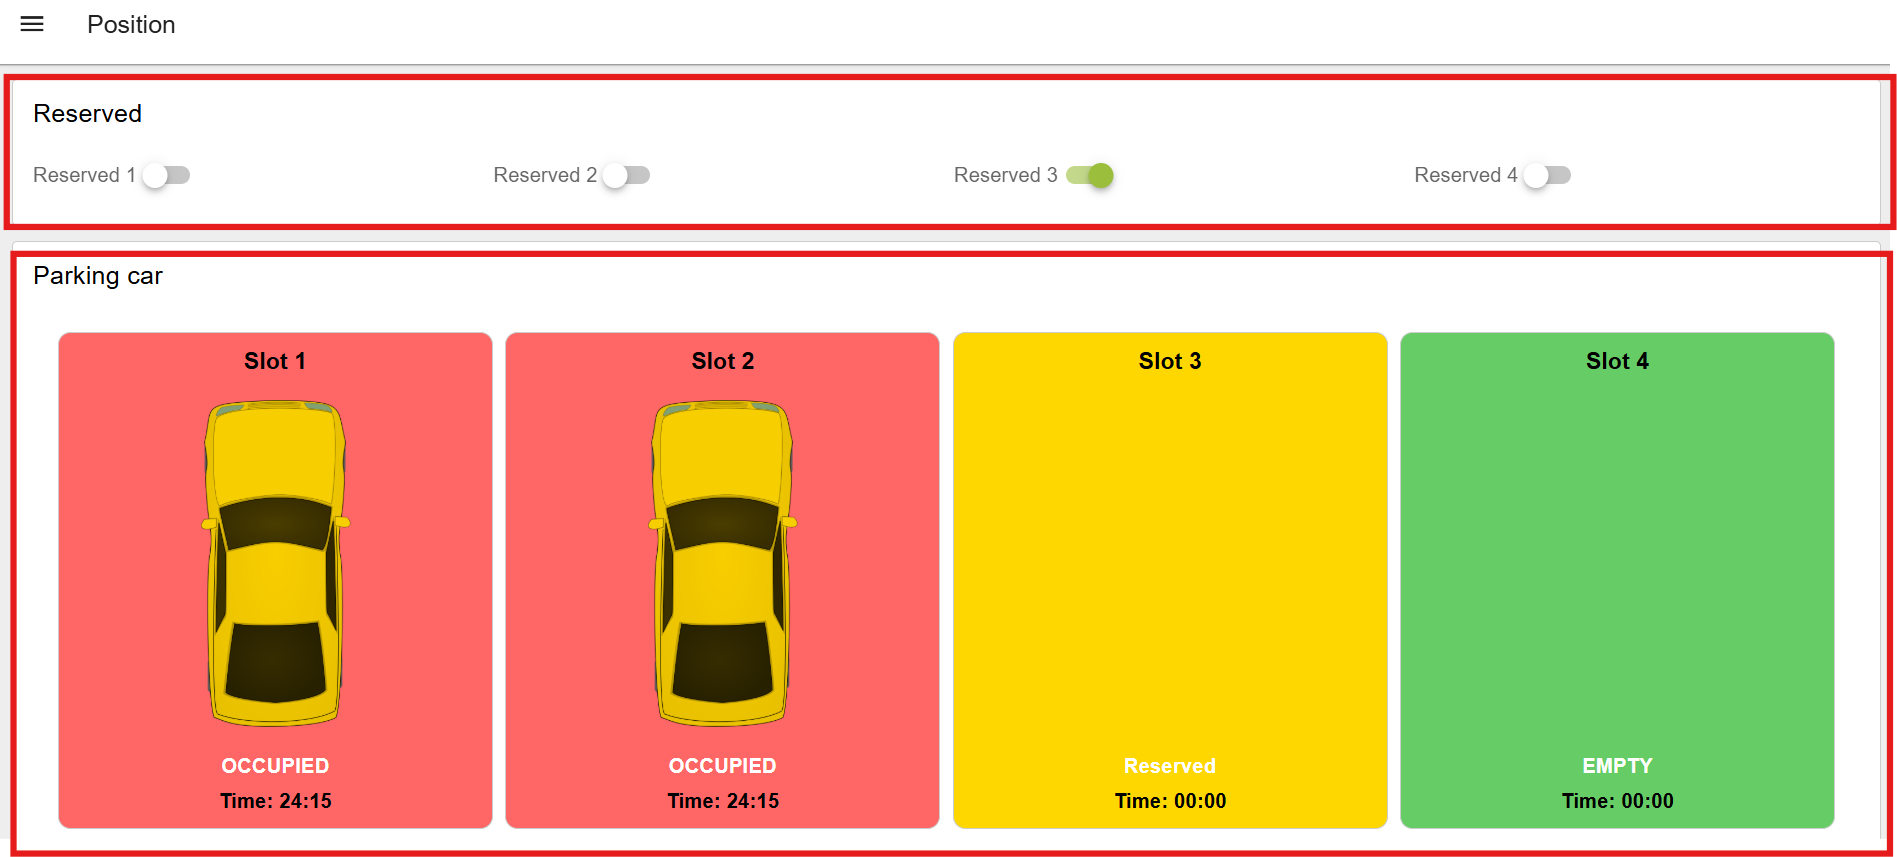 Position
Reserved
Reserved 1
Reserved 2
Reserved 3
Reserved 4
Parking car
Slot 1
OCCUPIED
Time: 24:15
Slot 2
OCCUPIED
Time: 24:15
Slot 3
Reserved
Time: 00:00
Slot 4
EMPTY
Time: 00:00